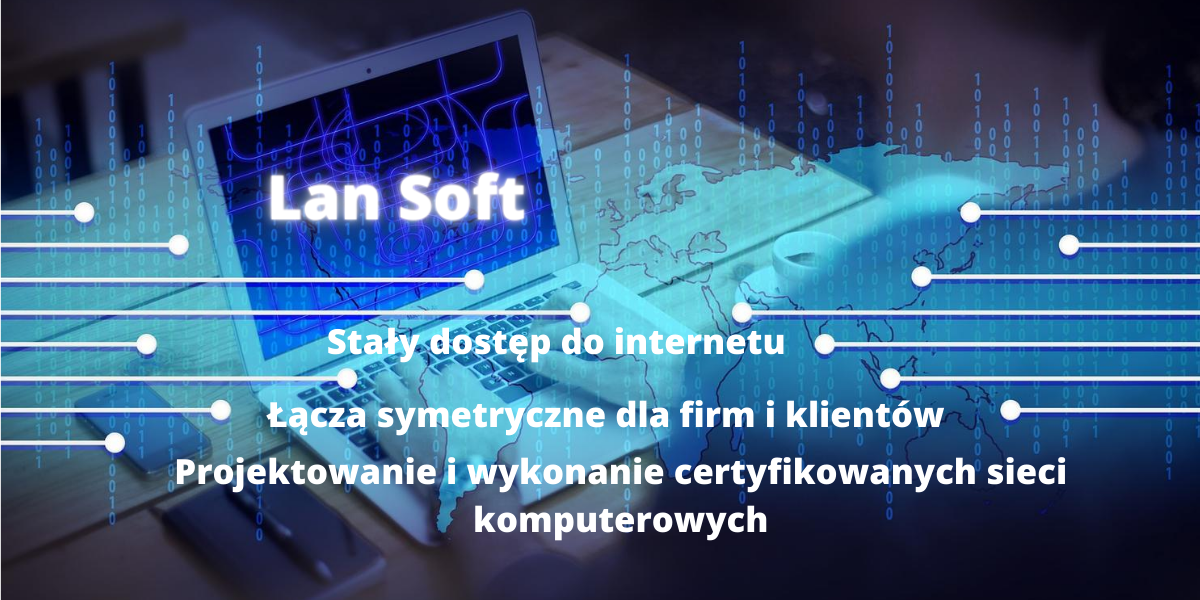 Lan Soft
Stały dostęp do internetu
Łącza symetryczne dla firm i klientów
Projektowanie i wykonanie certyfikowanych sieci
komputerowych